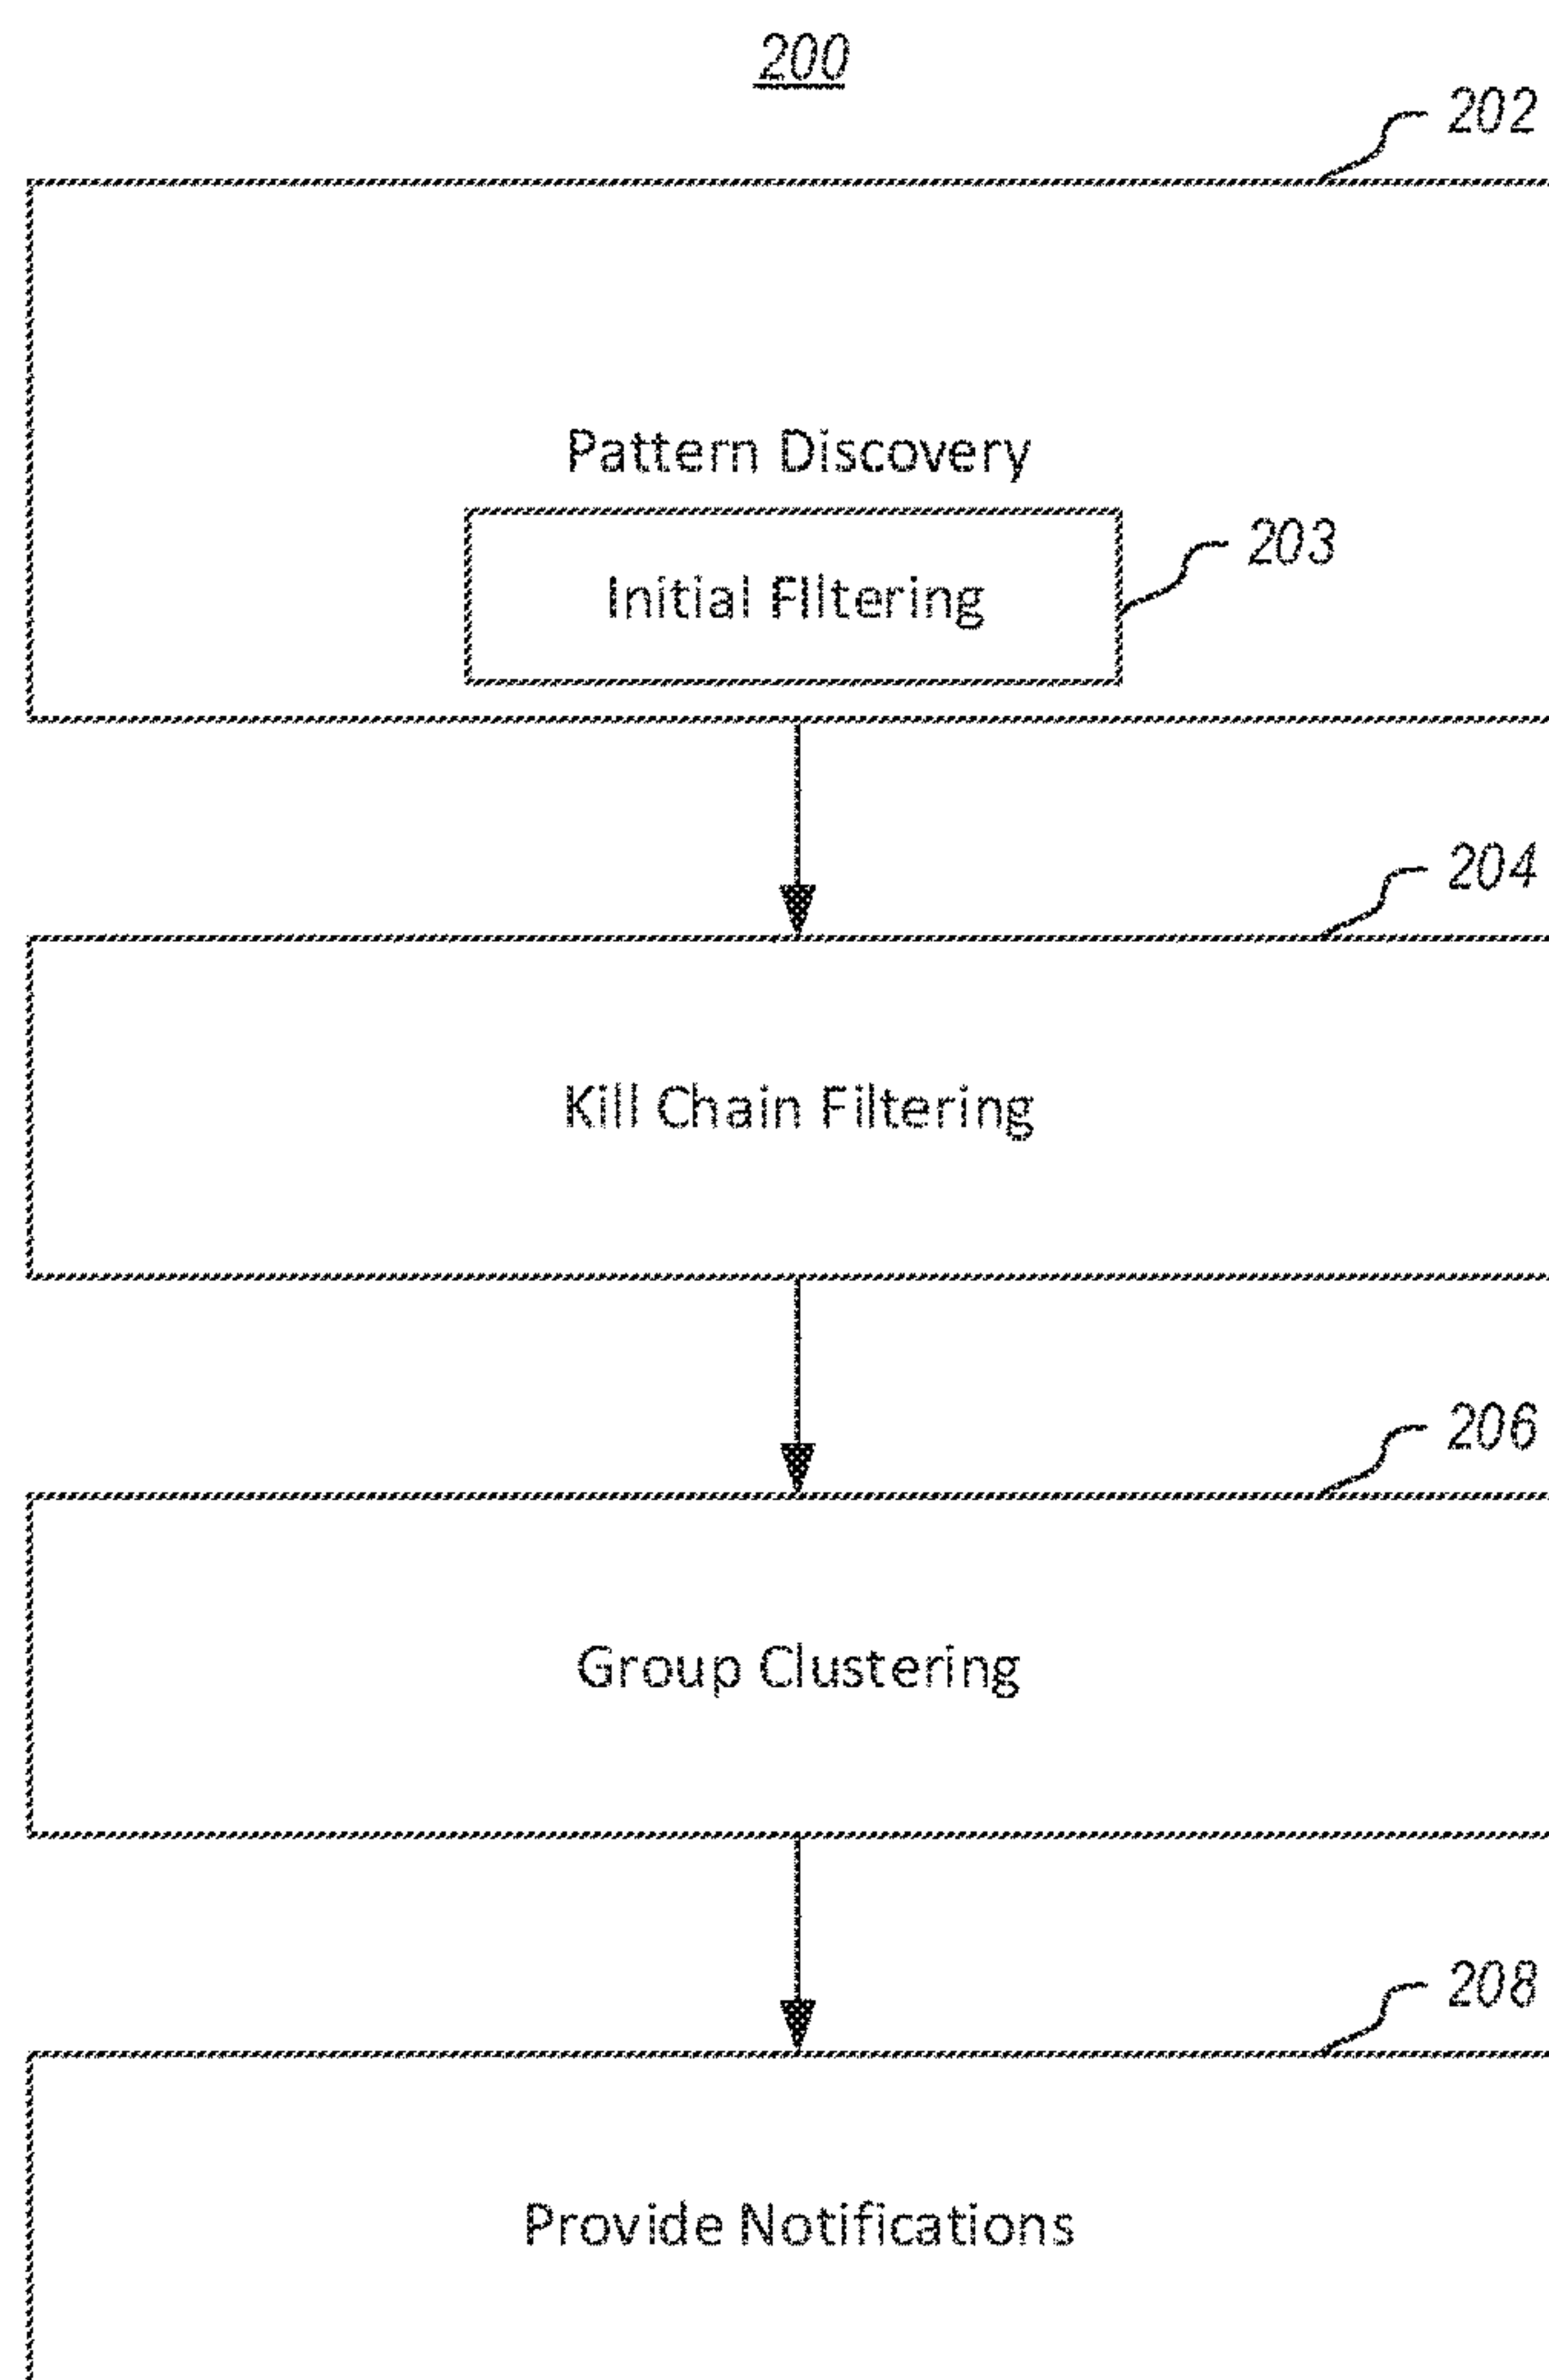 200
202
Pattern Discovery
Initial FIltering
203
204
Kill Chain Filtering
206
Group Clustering
208
Provide Notifications